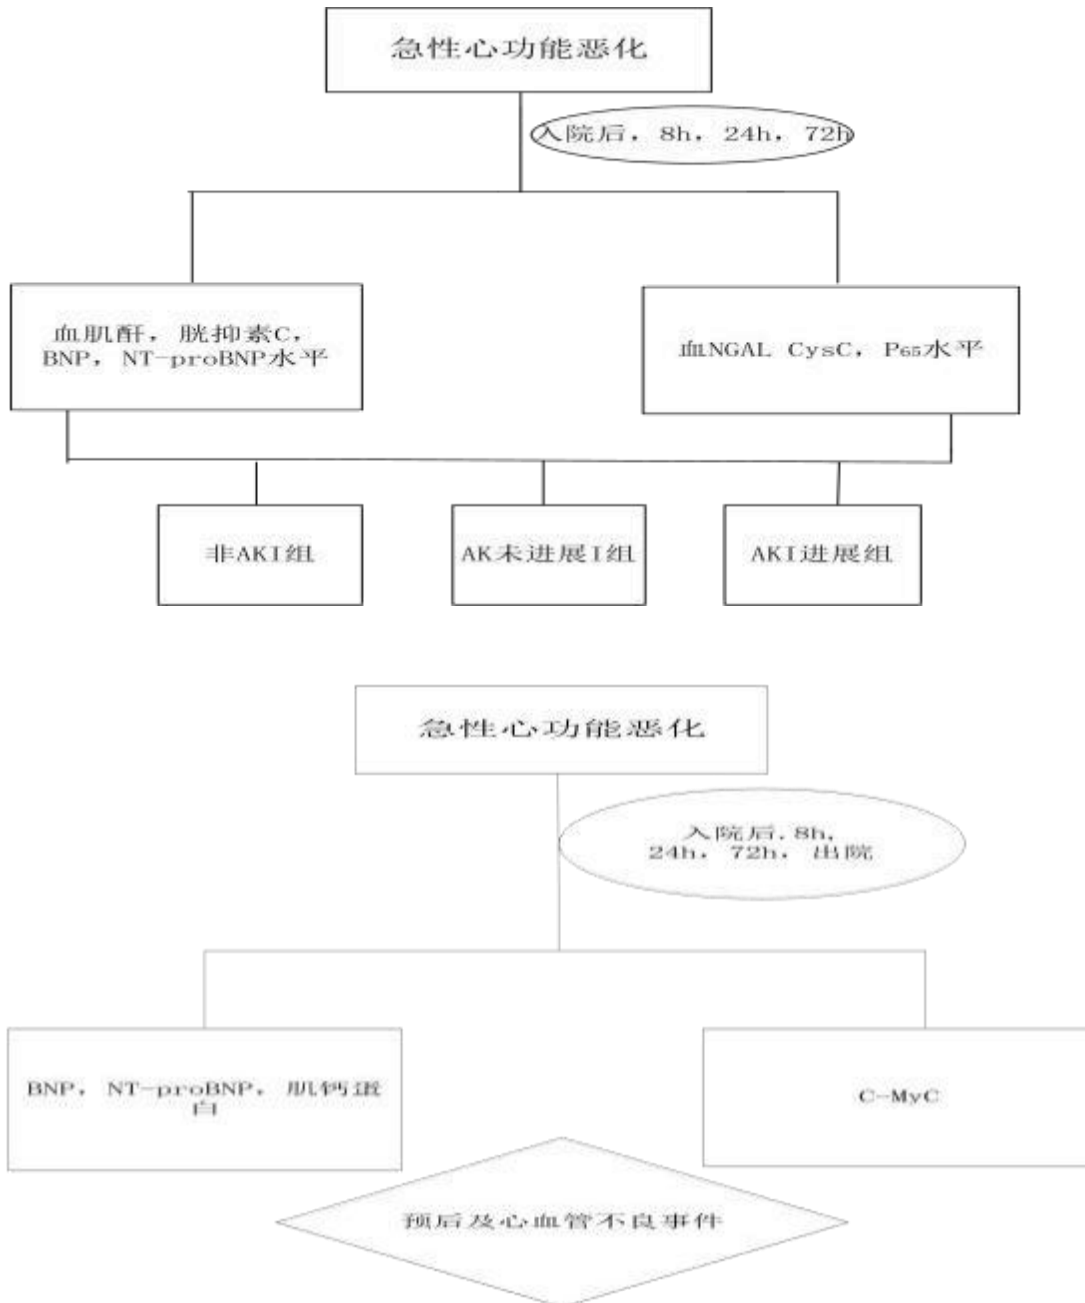 急性心功能恶化
入院后，8h，24h，72h
血肌酐，胱抑素C，
BNP，NT-proBNP水平
血NGAL CysC，P65水平
非AKI组
AK未进展I组
AKI进展组
急性心功能恶化
入院后.8h.
24h，72h，出院
BNP，NT-proBNP，肌钙蛋
白
C-MyC
预后及心血管不良事件